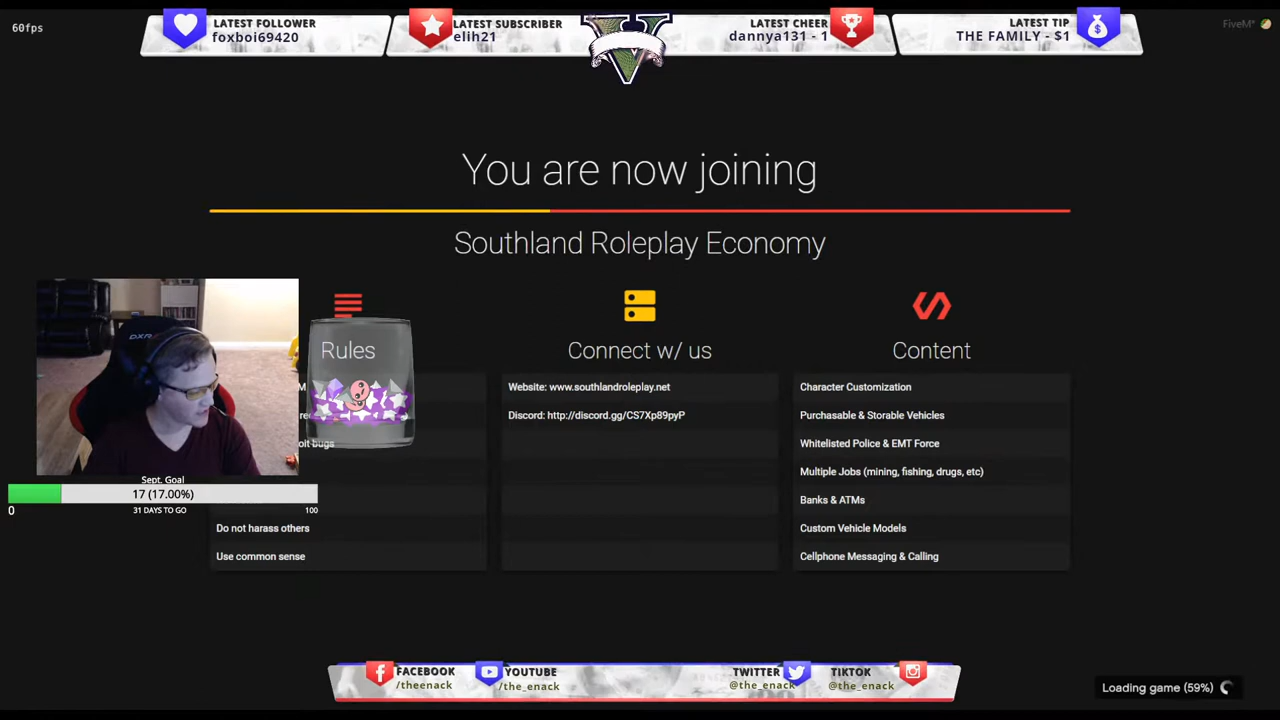 60fps
LATEST FOLLOWER
foxboi69420
LATEST SUBSCRIBER
elih21
LATEST CHEER
dannya131 - 1
LATEST TIP
THE FAMILY - $1
FiveM*
You are now joining
Southland Roleplay Economy
Rules
bugs
Do not harass others
Use common sense
Connect w/ us
Website: www.southlandroleplay.net
Discord: http://discord.gg/CS7Xp89pyP
Content
Character Customization
Purchasable & Storable Vehicles
Whitelisted Police & EMT Force
Multiple Jobs (mining, fishing, drugs, etc)
Banks & ATMs
Custom Vehicle Models
Cellphone Messaging & Calling
Sept. Goal
17 (17.00%)
0
31 DAYS TO GO
100
FACEBOOK
/theenack
YOUTUBE
/the_enack
TWITTER
@the_enack
TIKTOK
@the_enack
Loading game (59%)